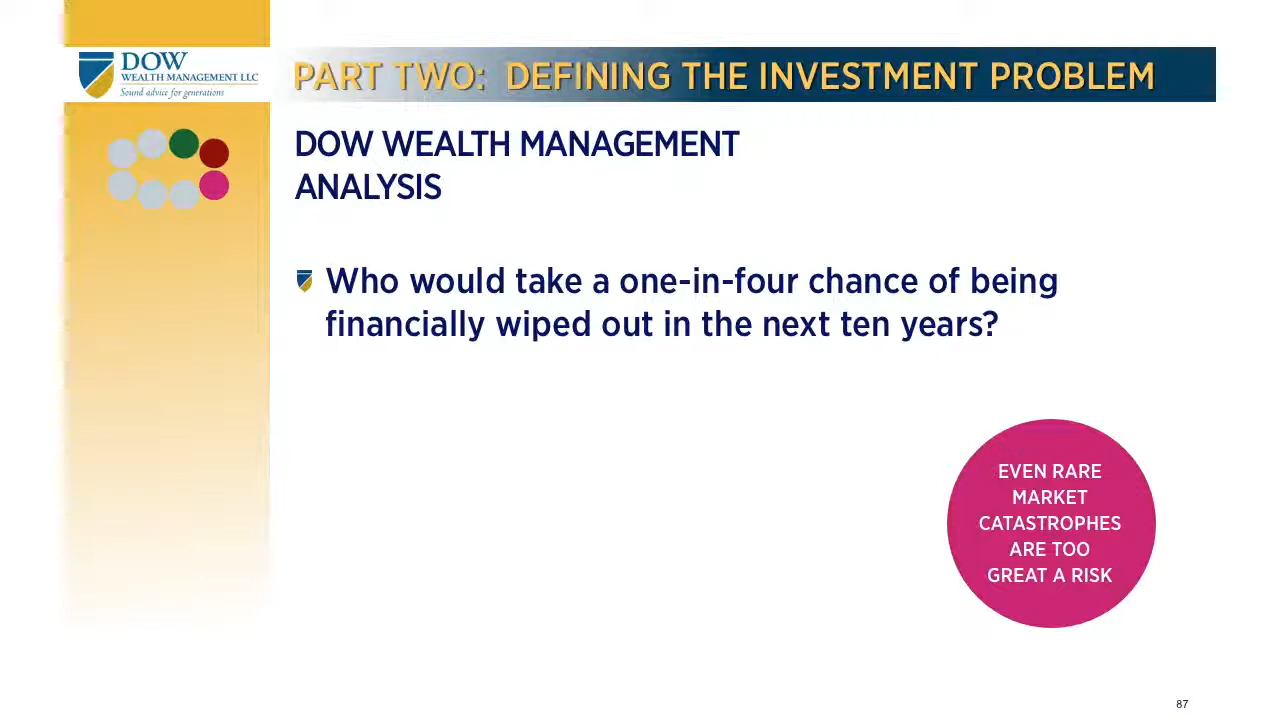 DOW
WEALTH MANAGEMENT LLC
Sound advice for generations
PART TWO: DEFINING THE INVESTMENT PROBLEM
DOW WEALTH MANAGEMENT
ANALYSIS
Who would take a one-in-four chance of being
financially wiped out in the next ten years?
EVEN RARE
MARKET
CATASTROPHES
ARE TOO
GREAT A RISK
87